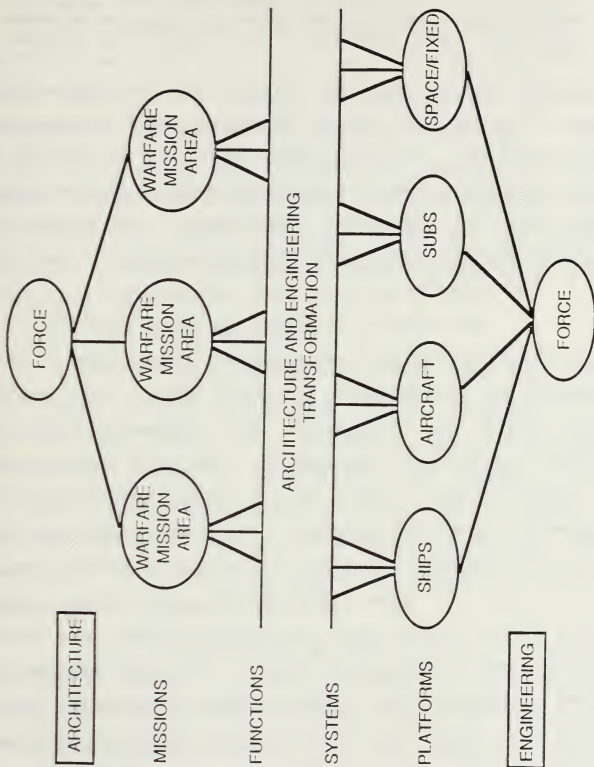 ARCHITECTURE
FORCE
MISSIONS
WARFARE
MISSION
AREA
WARFARE
MISSION
AREA
WARFARE
MISSION
AREA
FUNCTIONS
ARCHITECTURE AND ENGINEERING
TRANSFORMATION
SYSTEMS
PLATFORMS
SHIPS
AIRCRAFT
SUBS
SPACE/FIXED
ENGINEERING
FORCE